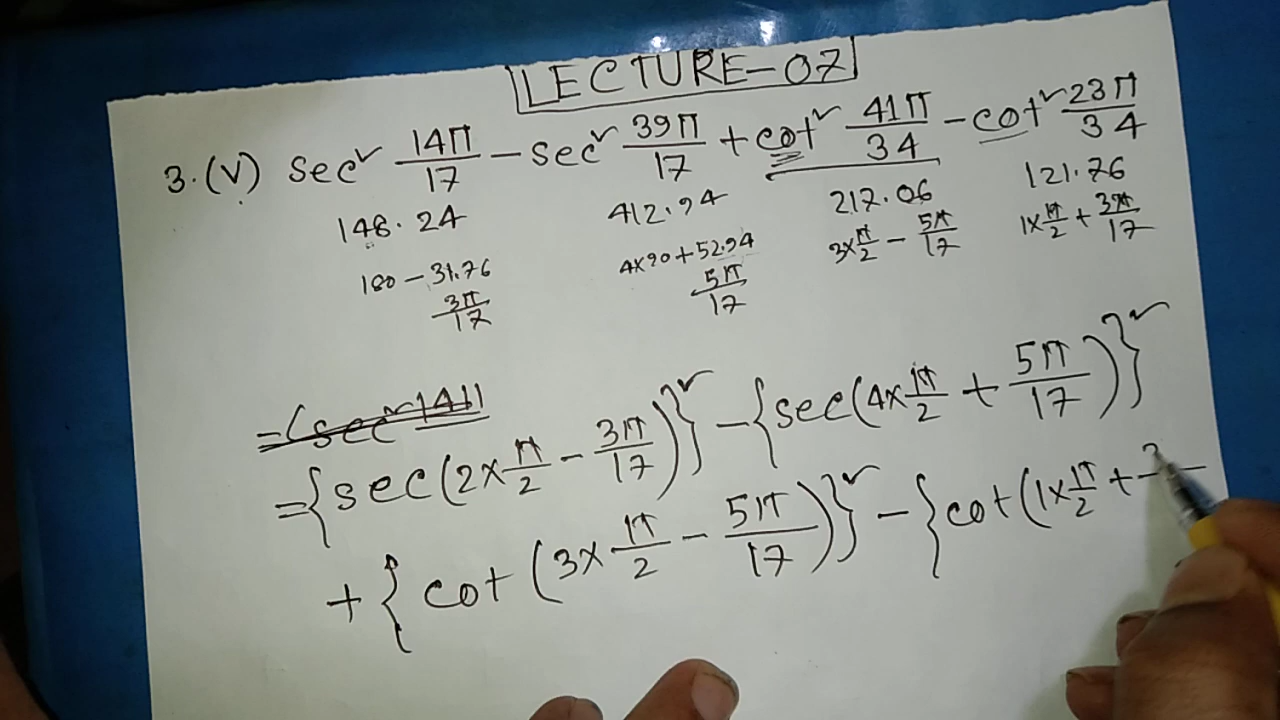 LECTURE-07
3.(V) sec² 14π/17 - sec² 39π/17 + cot² 41π/34 - cot² 23π/34
148.24 412.94 217.06 121.76
180-31.76 4×90+52.94 3×π/2 - 5π/17 1×π/2 + 3π/17
3π/17 5π/17
={sec(2×π/2 - 3π/17)}² - {sec(4×π/2 + 5π/17)}²
+{cot(3×π/2 - 5π/17)}² - {cot(1×π/2 +